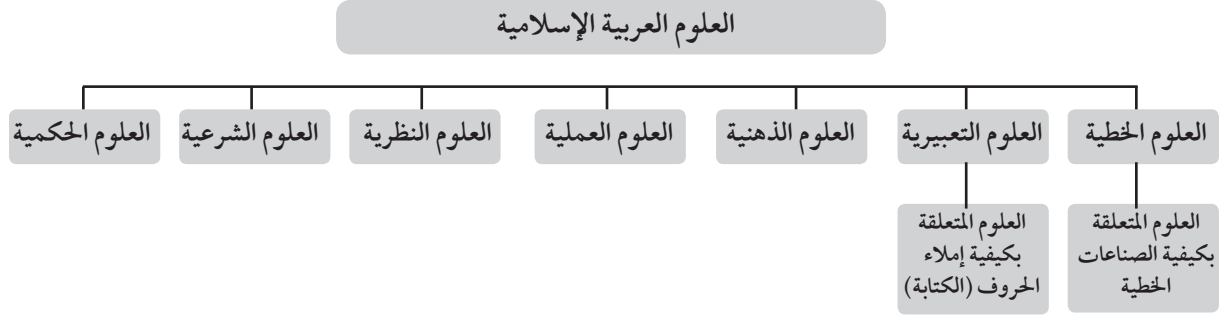 العلوم العربية الإسلامية
العلوم الخطية
العلوم التعبيرية
العلوم الذهنية
العلوم العملية
العلوم النظرية
العلوم الشرعية
العلوم الحكمية
العلوم المتعلقة
بكيفية الصناعات
الخطية
العلوم المتعلقة
بكيفية إملاء
الحروف (الكتابة)